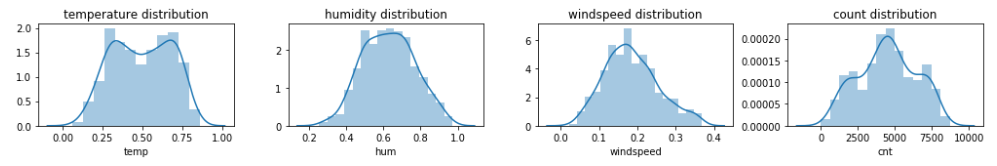 temperature distribution
2.0
1.5
1.0
0.5
0.0
0.00 0.25 0.50 0.75 1.00
temp
humidity distribution
2
1
0
0.2 0.4 0.6 0.8 1.0
hum
windspeed distribution
6
4
2
0
0.0 0.1 0.2 0.3 0.4
windspeed
count distribution
0.00020
0.00015
0.00010
0.00005
0.00000
0 2500 5000 7500 10000
cnt